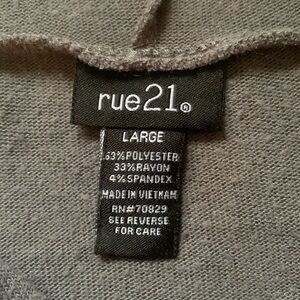 rue21®
LARGE
63%POLYESTER
33%RAYON
4%SPANDEX
MADE IN VIETNAM
RN#70829
SEE REVERSE
FOR CARE